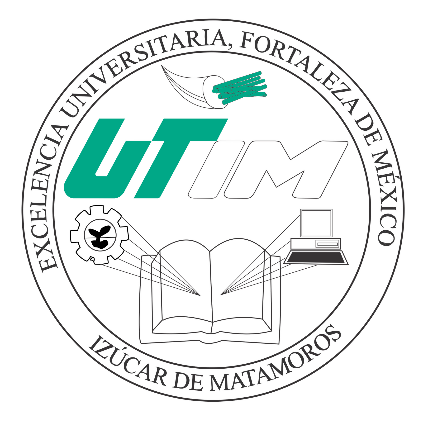 EXCELENCIA UNIVERSITARIA, FORTALEZA DE MÉXICO
UTIM
IZÚCAR DE MATAMOROS